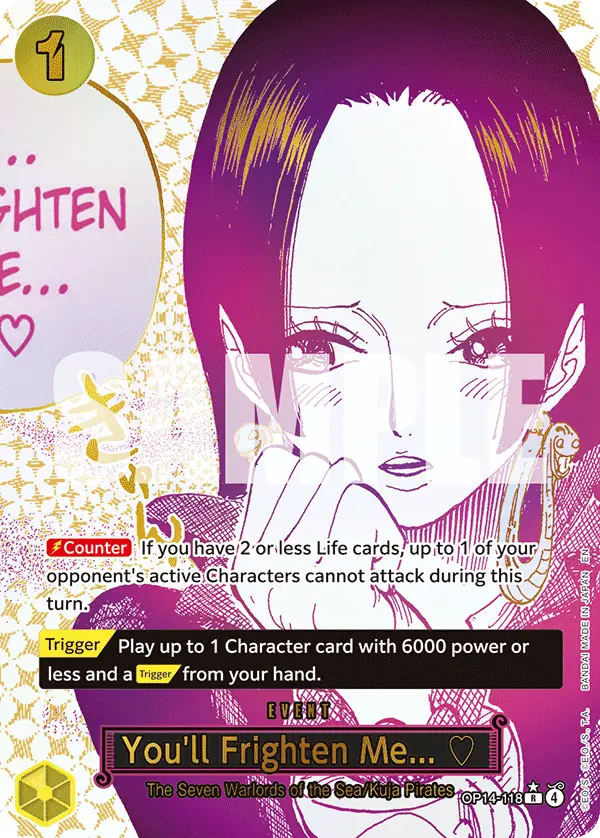 1
...
GHTEN
E...
♡
SAMPLE
きゅん
Counter If you have 2 or less Life cards, up to 1 of your
opponent's active Characters cannot attack during this
turn.
Trigger Play up to 1 Character card with 6000 power or
less and a Trigger from your hand.
EVENT
You'll Frighten Me... ♡
The Seven Warlords of the Sea/Kuja Pirates
OP14-118 R 4
©E.O/S. ©E.O./S., T.A. BANDAI MADE IN JAPAN EN